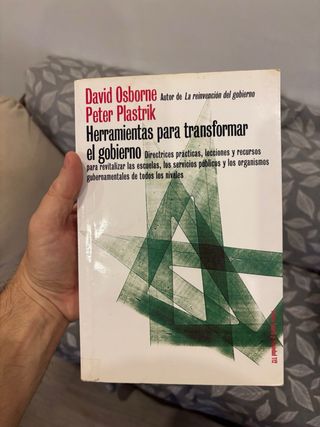 David Osborne Autor de La reinvención del gobierno
Peter Plastrik
Herramientas para transformar
el gobierno Directrices prácticas, lecciones y recursos
para revitalizar las escuelas, los servicios públicos y los organismos
gubernamentales de todos los niveles